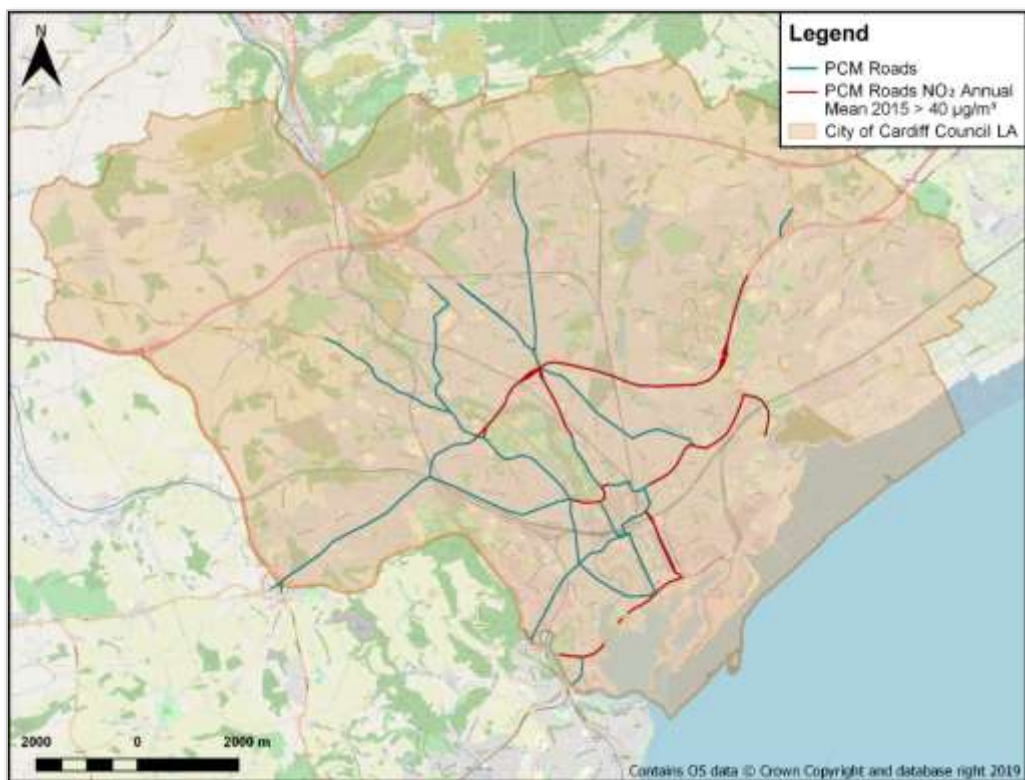 N
Legend
PCM Roads
PCM Roads NO₂ Annual
Mean 2015 > 40 µg/m³
City of Cardiff Council LA
2000 0 2000 m
Contains OS data © Crown Copyright and database right 2019